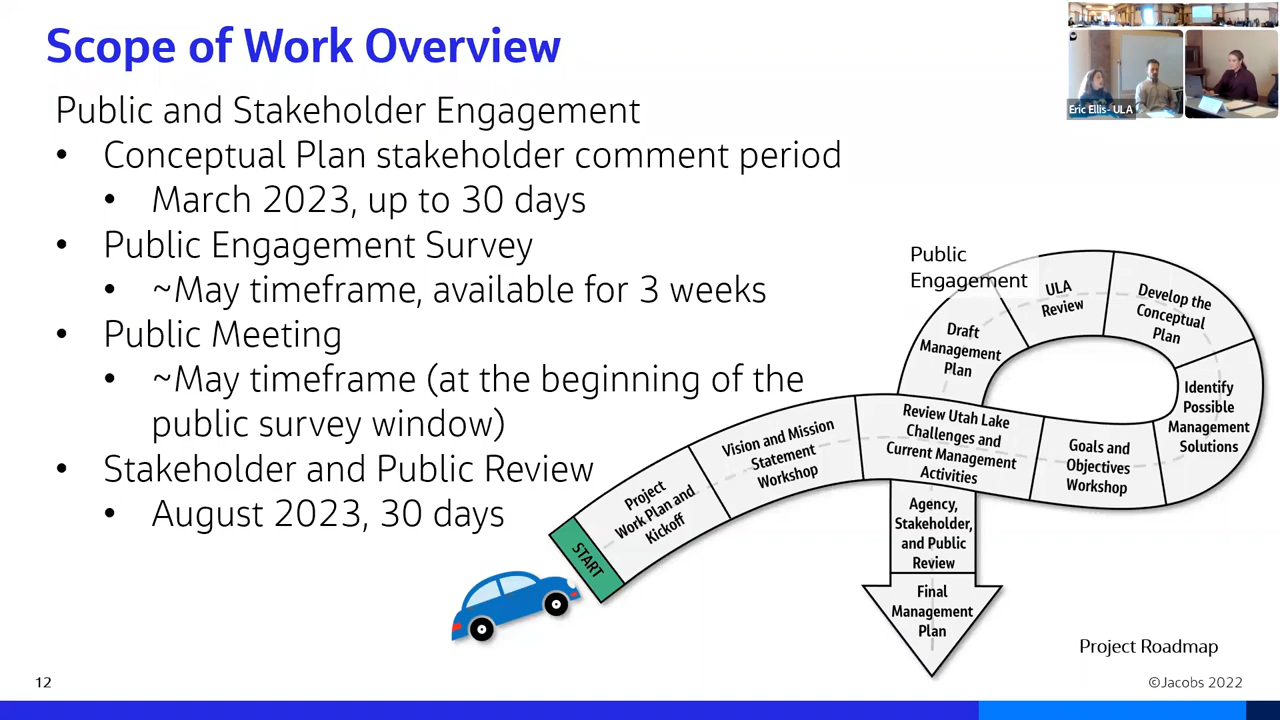 Scope of Work Overview
Public and Stakeholder Engagement
• Conceptual Plan stakeholder comment period
• March 2023, up to 30 days
• Public Engagement Survey
• ~May timeframe, available for 3 weeks
• Public Meeting
• ~May timeframe (at the beginning of the
public survey window)
• Stakeholder and Public Review
• August 2023, 30 days
Eric Ellis- ULA
START
Project
Work Plan and
Kickoff
Vision and Mission
Statement
Workshop
Review Utah Lake
Challenges and
Current Management
Activities
Goals and
Objectives
Workshop
Identify
Possible
Management
Solutions
Develop the
Conceptual
Plan
ULA
Review
Public
Engagement
Draft
Management
Plan
Agency,
Stakeholder,
and Public
Review
Final
Management
Plan
Project Roadmap
12
©Jacobs 2022